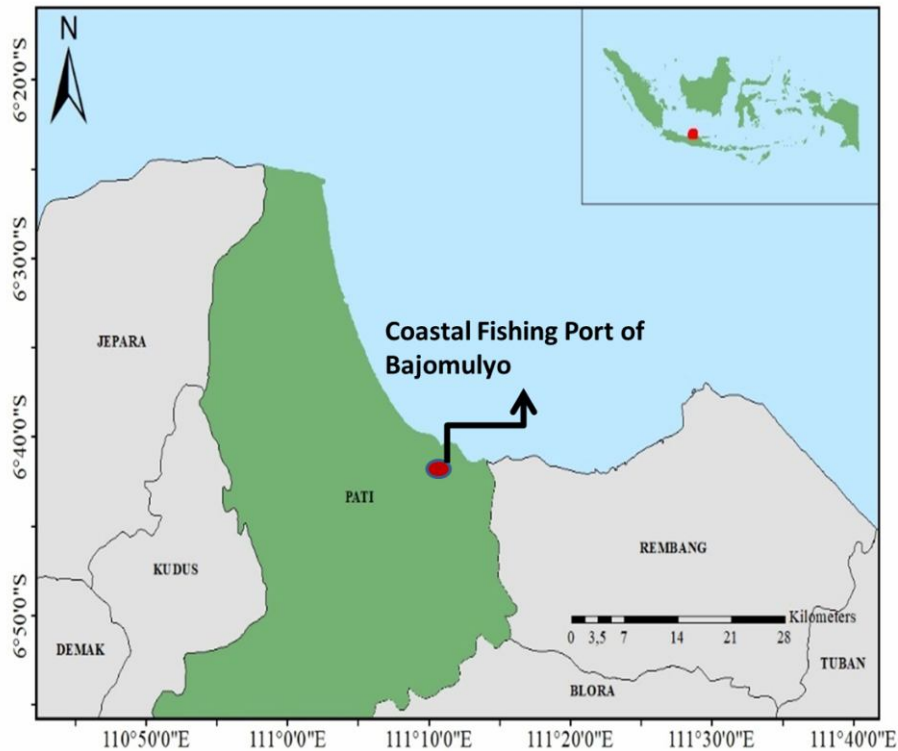 N
6°20'0"S
6°30'0"S
JEPARA
Coastal Fishing Port of
Bajomulyo
6°40'0"S
PATI
REMBANG
KUDUS
6°50'0"S
Kilometers
0 3,5 7 14 21 28
DEMAK
TUBAN
BLORA
110°50'0"E 111°0'0"E 111°10'0"E 111°20'0"E 111°30'0"E 111°40'0"E